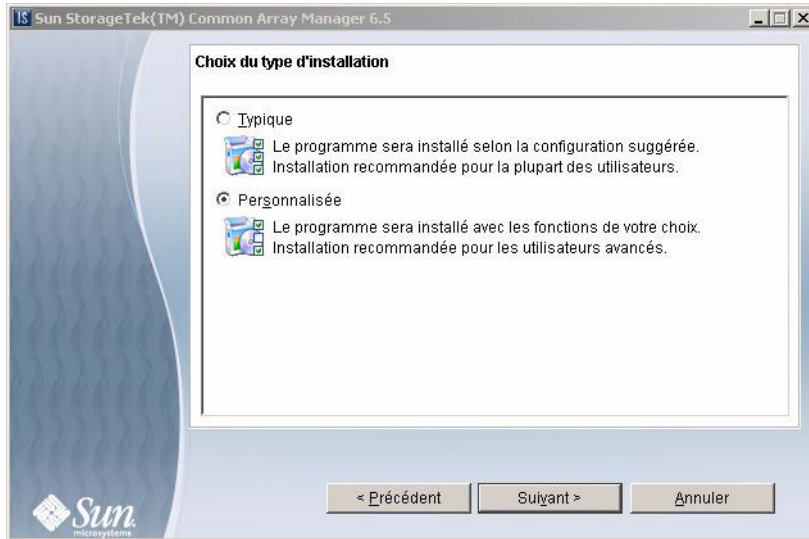 IS Sun StorageTek(TM) Common Array Manager 6.5
Choix du type d'installation
Typique
Le programme sera installé selon la configuration suggérée.
Installation recommandée pour la plupart des utilisateurs.
Personnalisée
Le programme sera installé avec les fonctions de votre choix.
Installation recommandée pour les utilisateurs avancés.
< Précédent
Suivant >
Annuler
Sun
microsystems